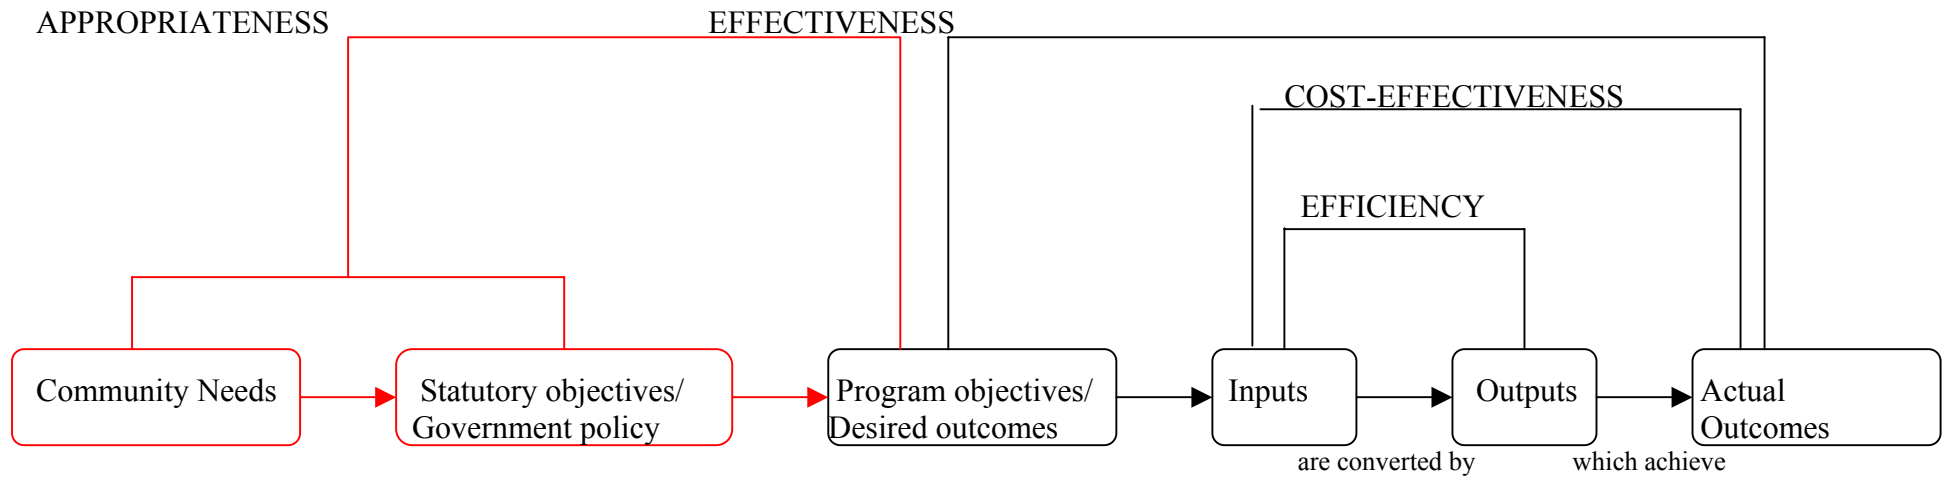 APPROPRIATENESS
EFFECTIVENESS
COST-EFFECTIVENESS
EFFICIENCY
Community Needs
Statutory objectives/
Government policy
Program objectives/
Desired outcomes
Inputs
Outputs
Actual
Outcomes
are converted by
which achieve